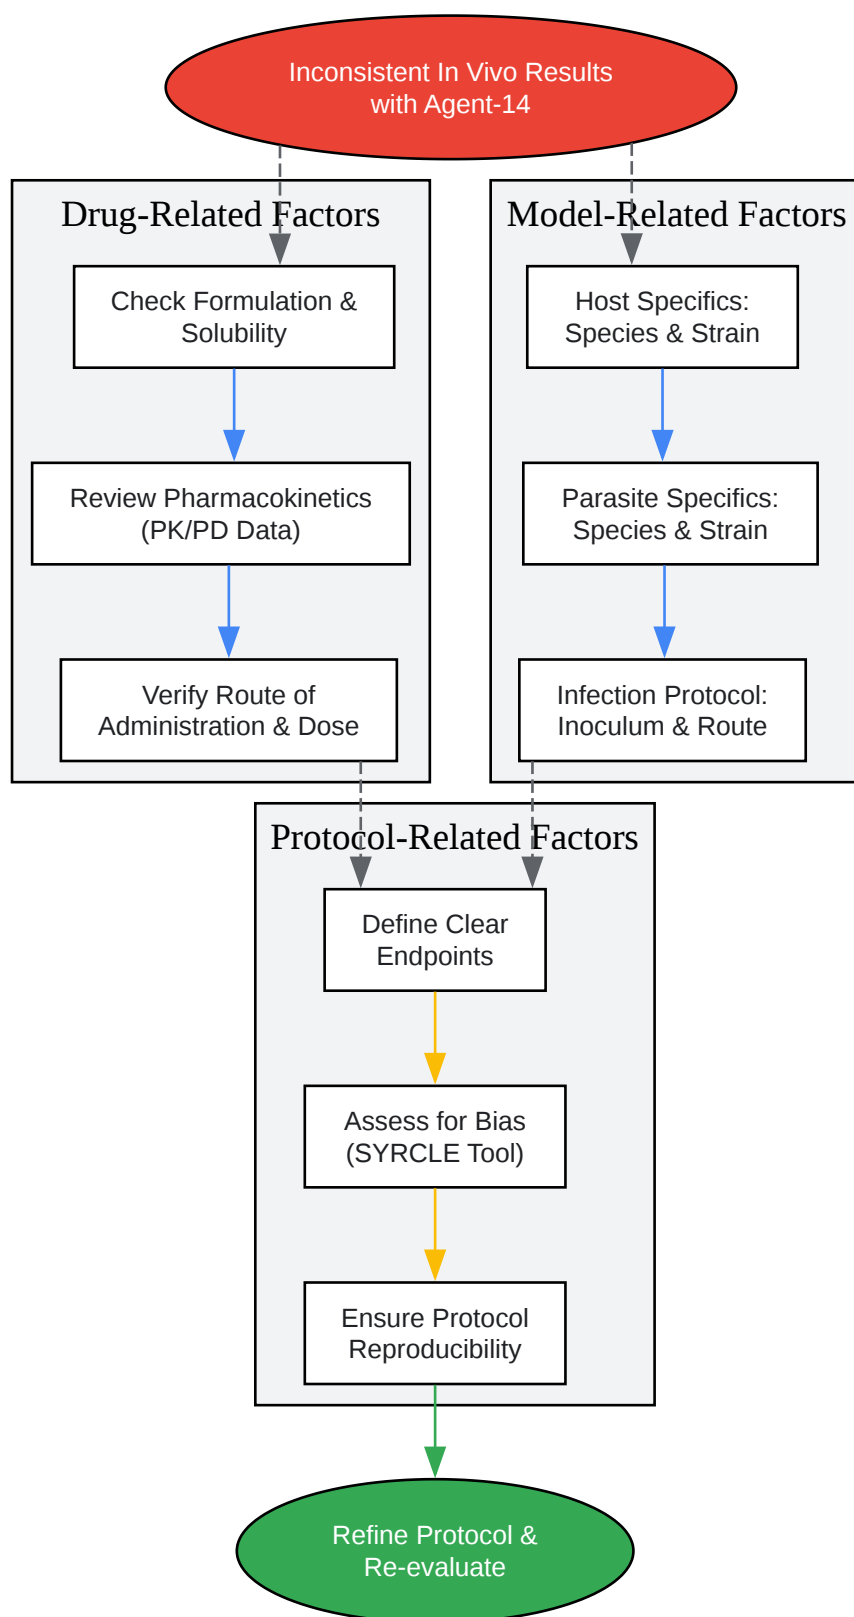 Inconsistent In Vivo Results
with Agent-14
Drug-Related Factors
Check Formulation &
Solubility
Review Pharmacokinetics
(PK/PD Data)
Verify Route of
Administration & Dose
Model-Related Factors
Host Specifics:
Species & Strain
Parasite Specifics:
Species & Strain
Infection Protocol:
Inoculum & Route
Protocol-Related Factors
Define Clear
Endpoints
Assess for Bias
(SYRCLE Tool)
Ensure Protocol
Reproducibility
Refine Protocol &
Re-evaluate